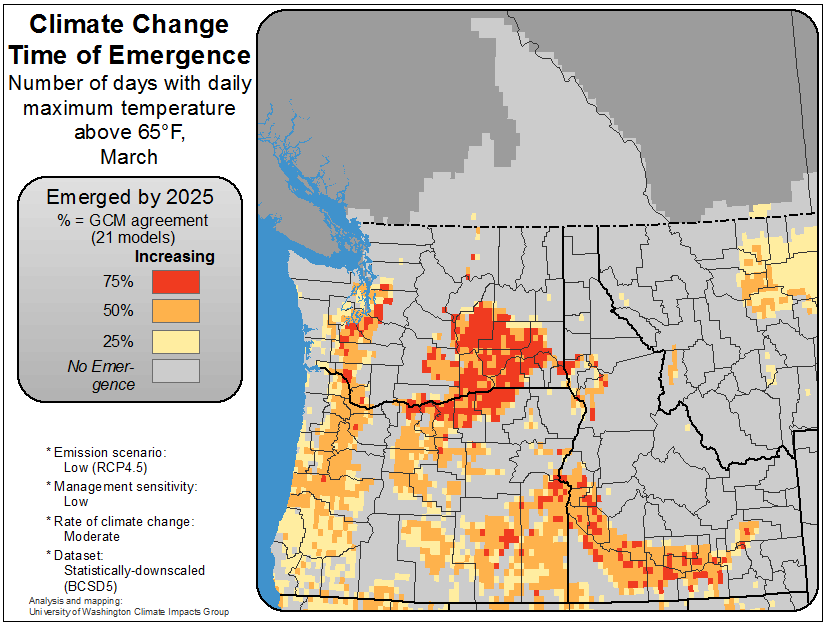 Climate Change
Time of Emergence
Number of days with daily
maximum temperature
above 65°F,
March
Emerged by 2025
% = GCM agreement
(21 models)
Increasing
75%
50%
25%
No Emer-
gence
* Emission scenario:
Low (RCP4.5)
* Management sensitivity:
Low
* Rate of climate change:
Moderate
* Dataset:
Statistically-downscaled
(BCSD5)
Analysis and mapping:
University of Washington Climate Impacts Group